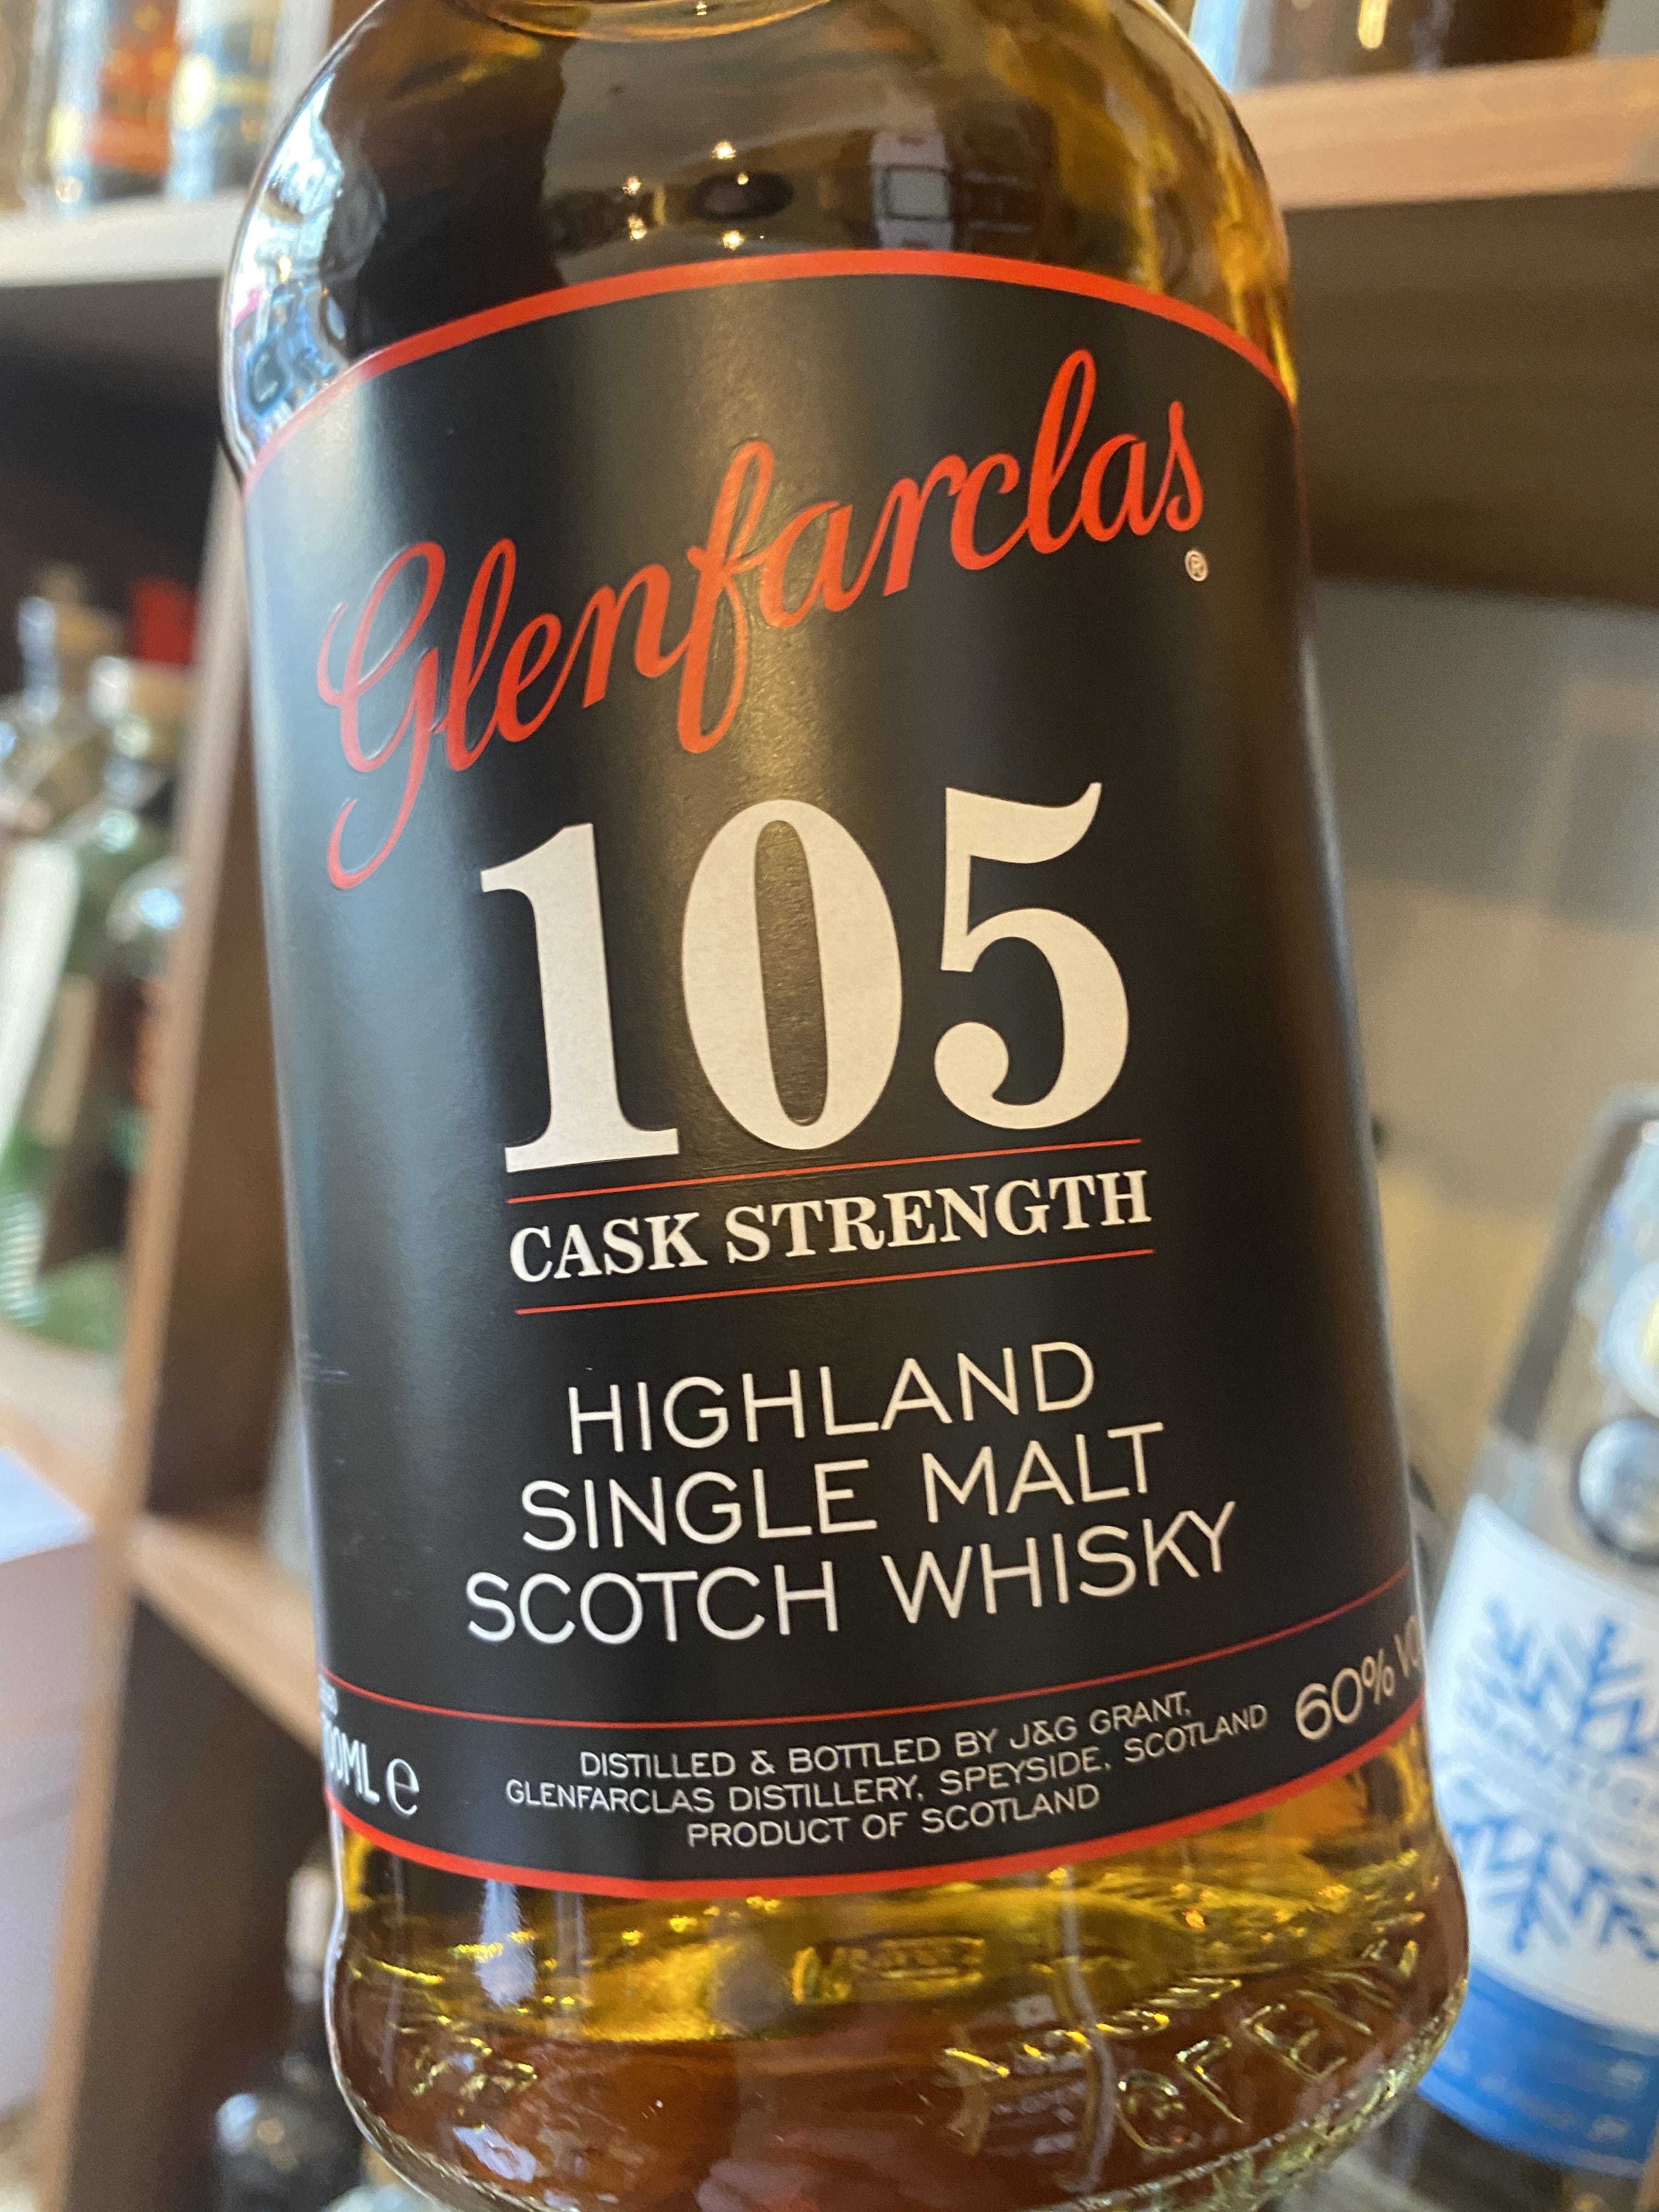 Glenfarclas
®
105
CASK STRENGTH
HIGHLAND
SINGLE MALT
SCOTCH WHISKY
DISTILLED & BOTTLED BY J&G GRANT,
GLENFARCLAS DISTILLERY, SPEYSIDE, SCOTLAND
PRODUCT OF SCOTLAND
60%
e